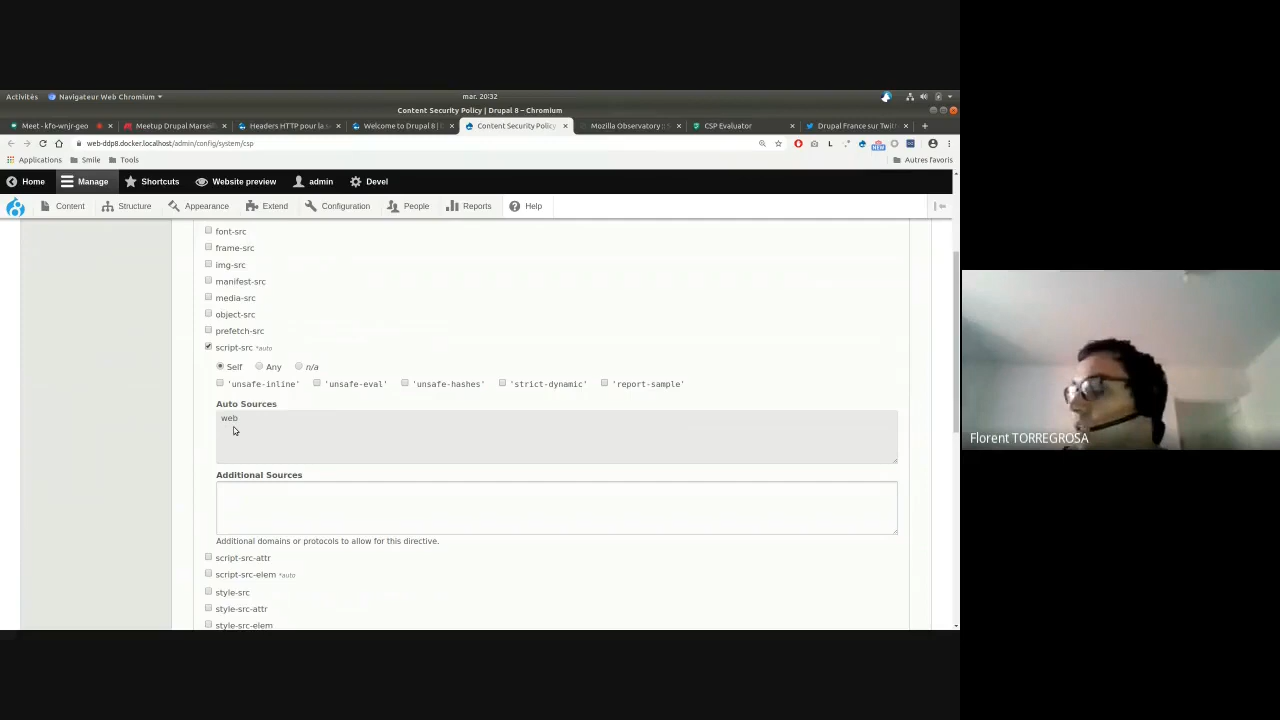 Activités Navigateur Web Chromium mar. 20:32
Content Security Policy | Drupal 8 – Chromium
Meet - kfo-wnjr-geo Meetup Drupal Marse Headers HTTP pour la s Welcome to Drupal 8 | Content Security Policy Mozilla Observatory :: CSP Evaluator Drupal France sur Twitt
web-ddp8.docker.localhost/admin/config/system/csp
Applications Smile Tools Autres favoris
Home Manage Shortcuts Website preview admin Devel
Content Structure Appearance Extend Configuration People Reports Help
font-src
frame-src
img-src
manifest-src
media-src
object-src
prefetch-src
script-src *auto
Self Any n/a
'unsafe-inline' 'unsafe-eval' 'unsafe-hashes' 'strict-dynamic' 'report-sample'
Auto Sources
web
Additional Sources
Additional domains or protocols to allow for this directive.
script-src-attr
script-src-elem *auto
style-src
style-src-attr
style-src-elem
Florent TORREGROSA